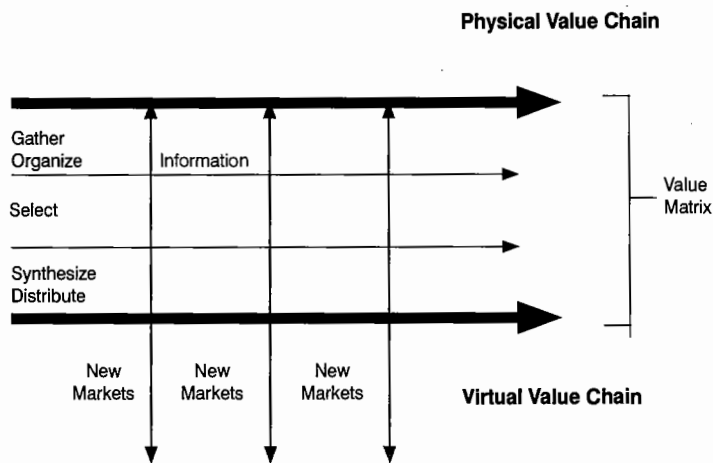 Physical Value Chain
Gather
Organize
Information
Select
Value
Matrix
Synthesize
Distribute
New
Markets
New
Markets
New
Markets
Virtual Value Chain